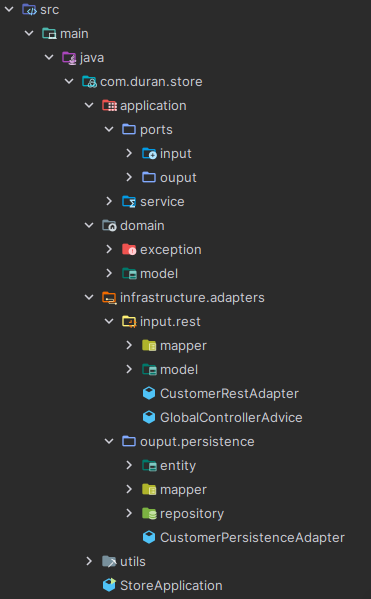 src
main
java
com.duran.store
application
ports
input
ouput
service
domain
exception
model
infrastructure.adapters
input.rest
mapper
model
CustomerRestAdapter
GlobalControllerAdvice
ouput.persistence
entity
mapper
repository
CustomerPersistenceAdapter
utils
StoreApplication